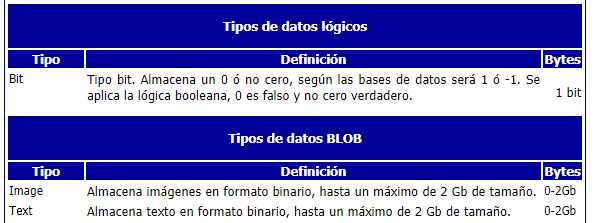 Tipos de datos lógicos
Tipo Definición Bytes
Bit Tipo bit. Almacena un 0 ó no cero, según las bases de datos será 1 ó -1. Se
aplica la lógica booleana, 0 es falso y no cero verdadero. 1 bit
Tipos de datos BLOB
Tipo Definición Bytes
Image Almacena imágenes en formato binario, hasta un máximo de 2 Gb de tamaño. 0-2Gb
Text Almacena texto en formato binario, has un máximo de 2 Gb de tamaño. 0-2Gb